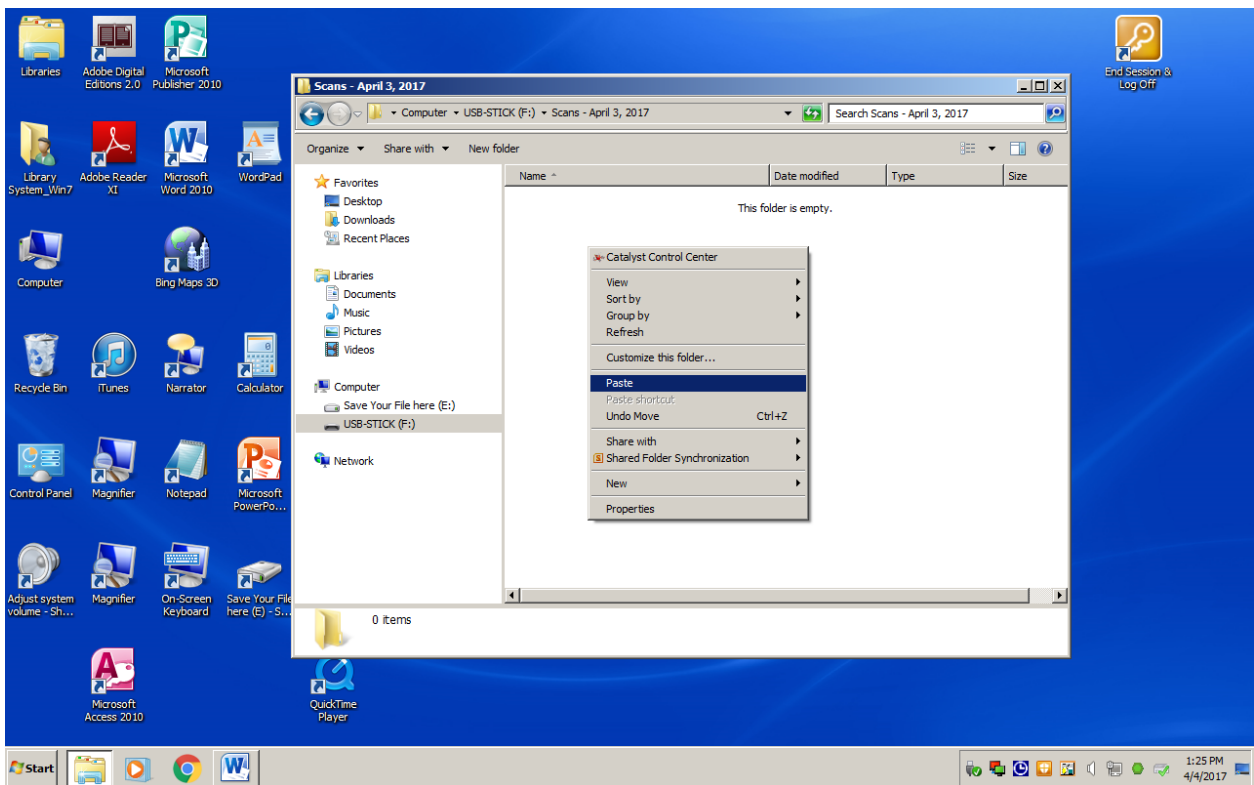 Libraries
Adobe Digital
Editions 2.0
Microsoft
Publisher 2010
End Session &
Log Off
Library
System_Win7
Adobe Reader
XI
Microsoft
Word 2010
WordPad
Computer
Bing Maps 3D
Recycle Bin
iTunes
Narrator
Calculator
Control Panel
Magnifier
Notepad
Microsoft
PowerPo...
Adjust system
volume - Sh...
Magnifier
On-Screen
Keyboard
Save Your File
here (E) - S...
Microsoft
Access 2010
QuickTime
Player
Scans - April 3, 2017
Computer USB-STICK (F:) Scans - April 3, 2017
Search Scans - April 3, 2017
Organize Share with New folder
Favorites
Desktop
Downloads
Recent Places
Libraries
Documents
Music
Pictures
Videos
Computer
Save Your File here (E:)
USB-STICK (F:)
Network
Name Date modified Type Size
This folder is empty.
Catalyst Control Center
View
Sort by
Group by
Refresh
Customize this folder...
Paste
Paste shortcut
Undo Move Ctrl+Z
Share with
Shared Folder Synchronization
New
Properties
0 items
Start
1:25 PM
4/4/2017